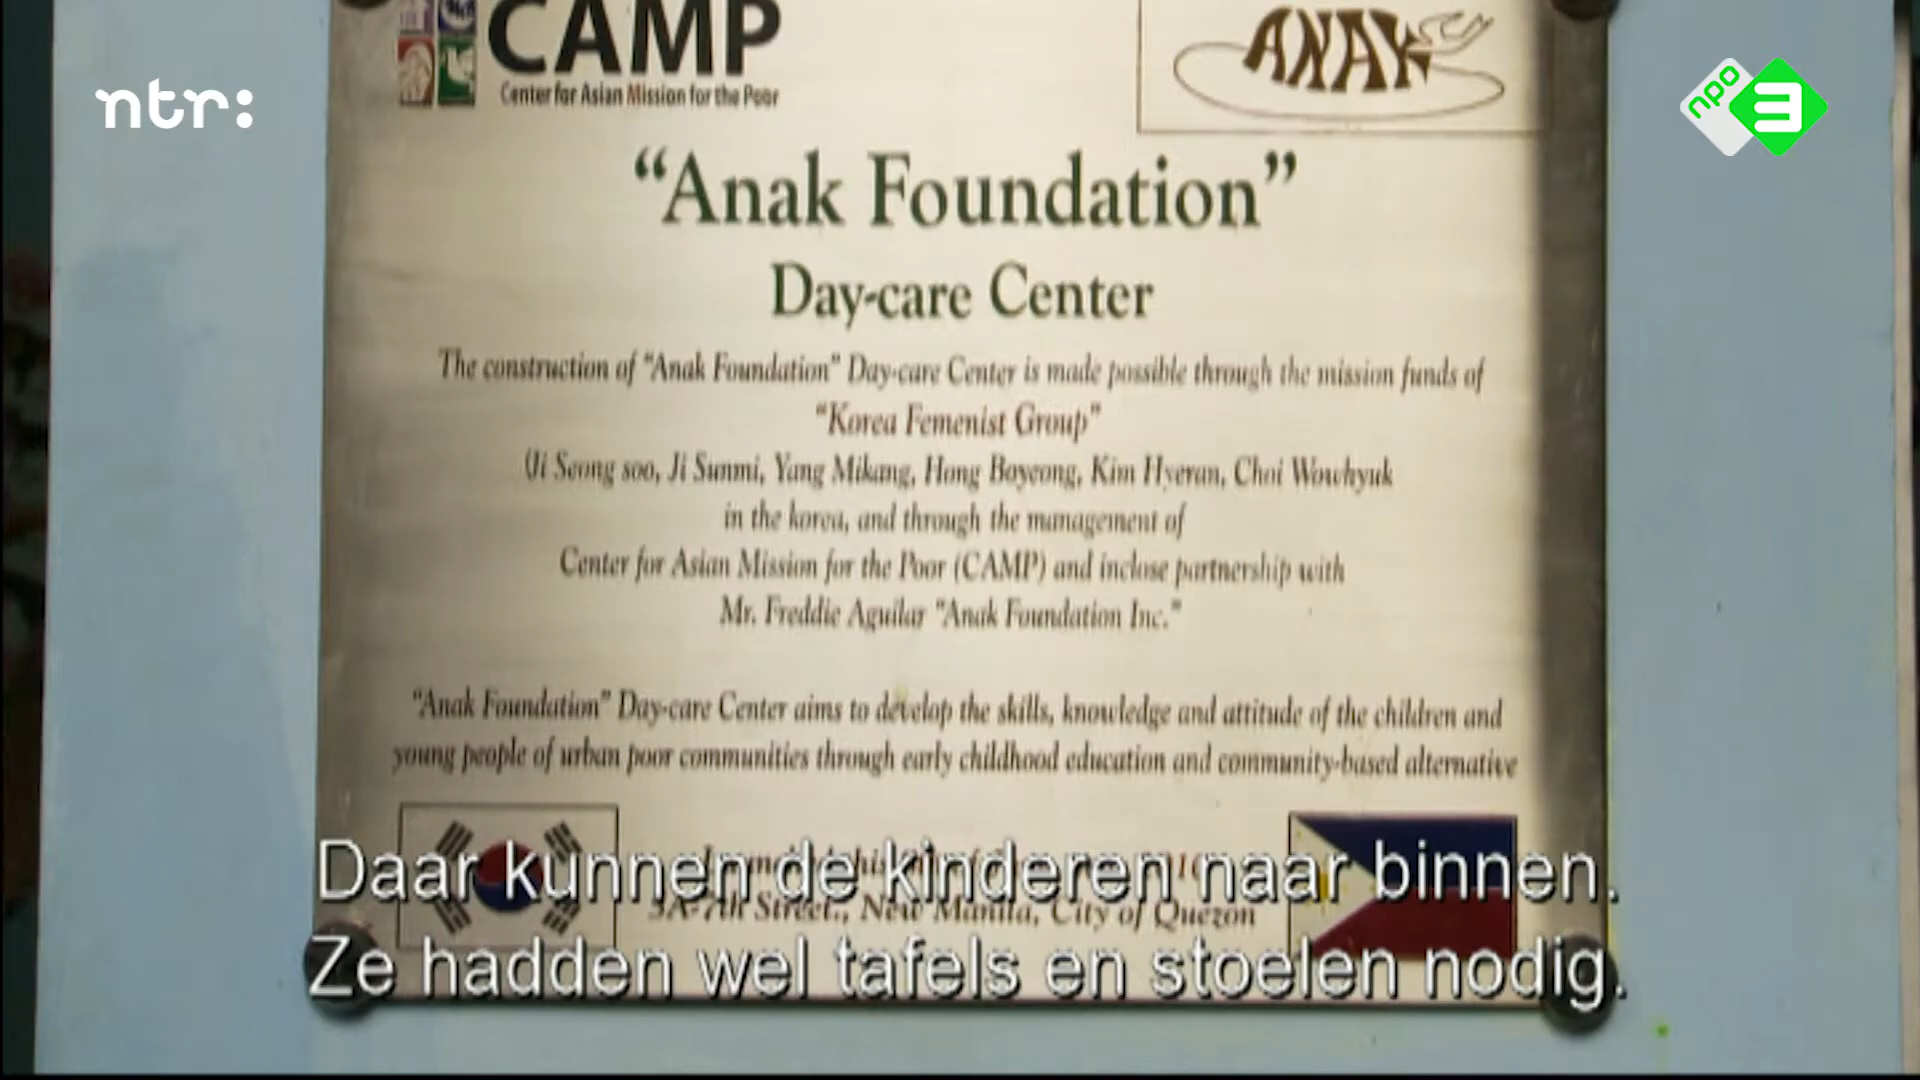 CAMP
Center for Asian Mission for the Poor
ANAK
ntr:
npo 3
“Anak Foundation”
Day-care Center
The construction of “Anak Foundation” Day-care Center is made possible through the mission funds of
“Korea Femenist Group”
(Ji Seong soo, Ji Sunmi, Yang Mikang, Hong Boyeong, Kim Hyeran, Choi Wowhyuk
in the korea, and through the management of
Center for Asian Mission for the Poor (CAMP) and inclose partnership with
Mr. Freddie Aguilar “Anak Foundation Inc.”
“Anak Foundation” Day-care Center aims to develop the skills, knowledge and attitude of the children and
young people of urban poor communities through early childhood education and community-based alternative
3A-7th Street., New Manila, City of Quezon
Daar kunnen de kinderen naar binnen.
Ze hadden wel tafels en stoelen nodig.